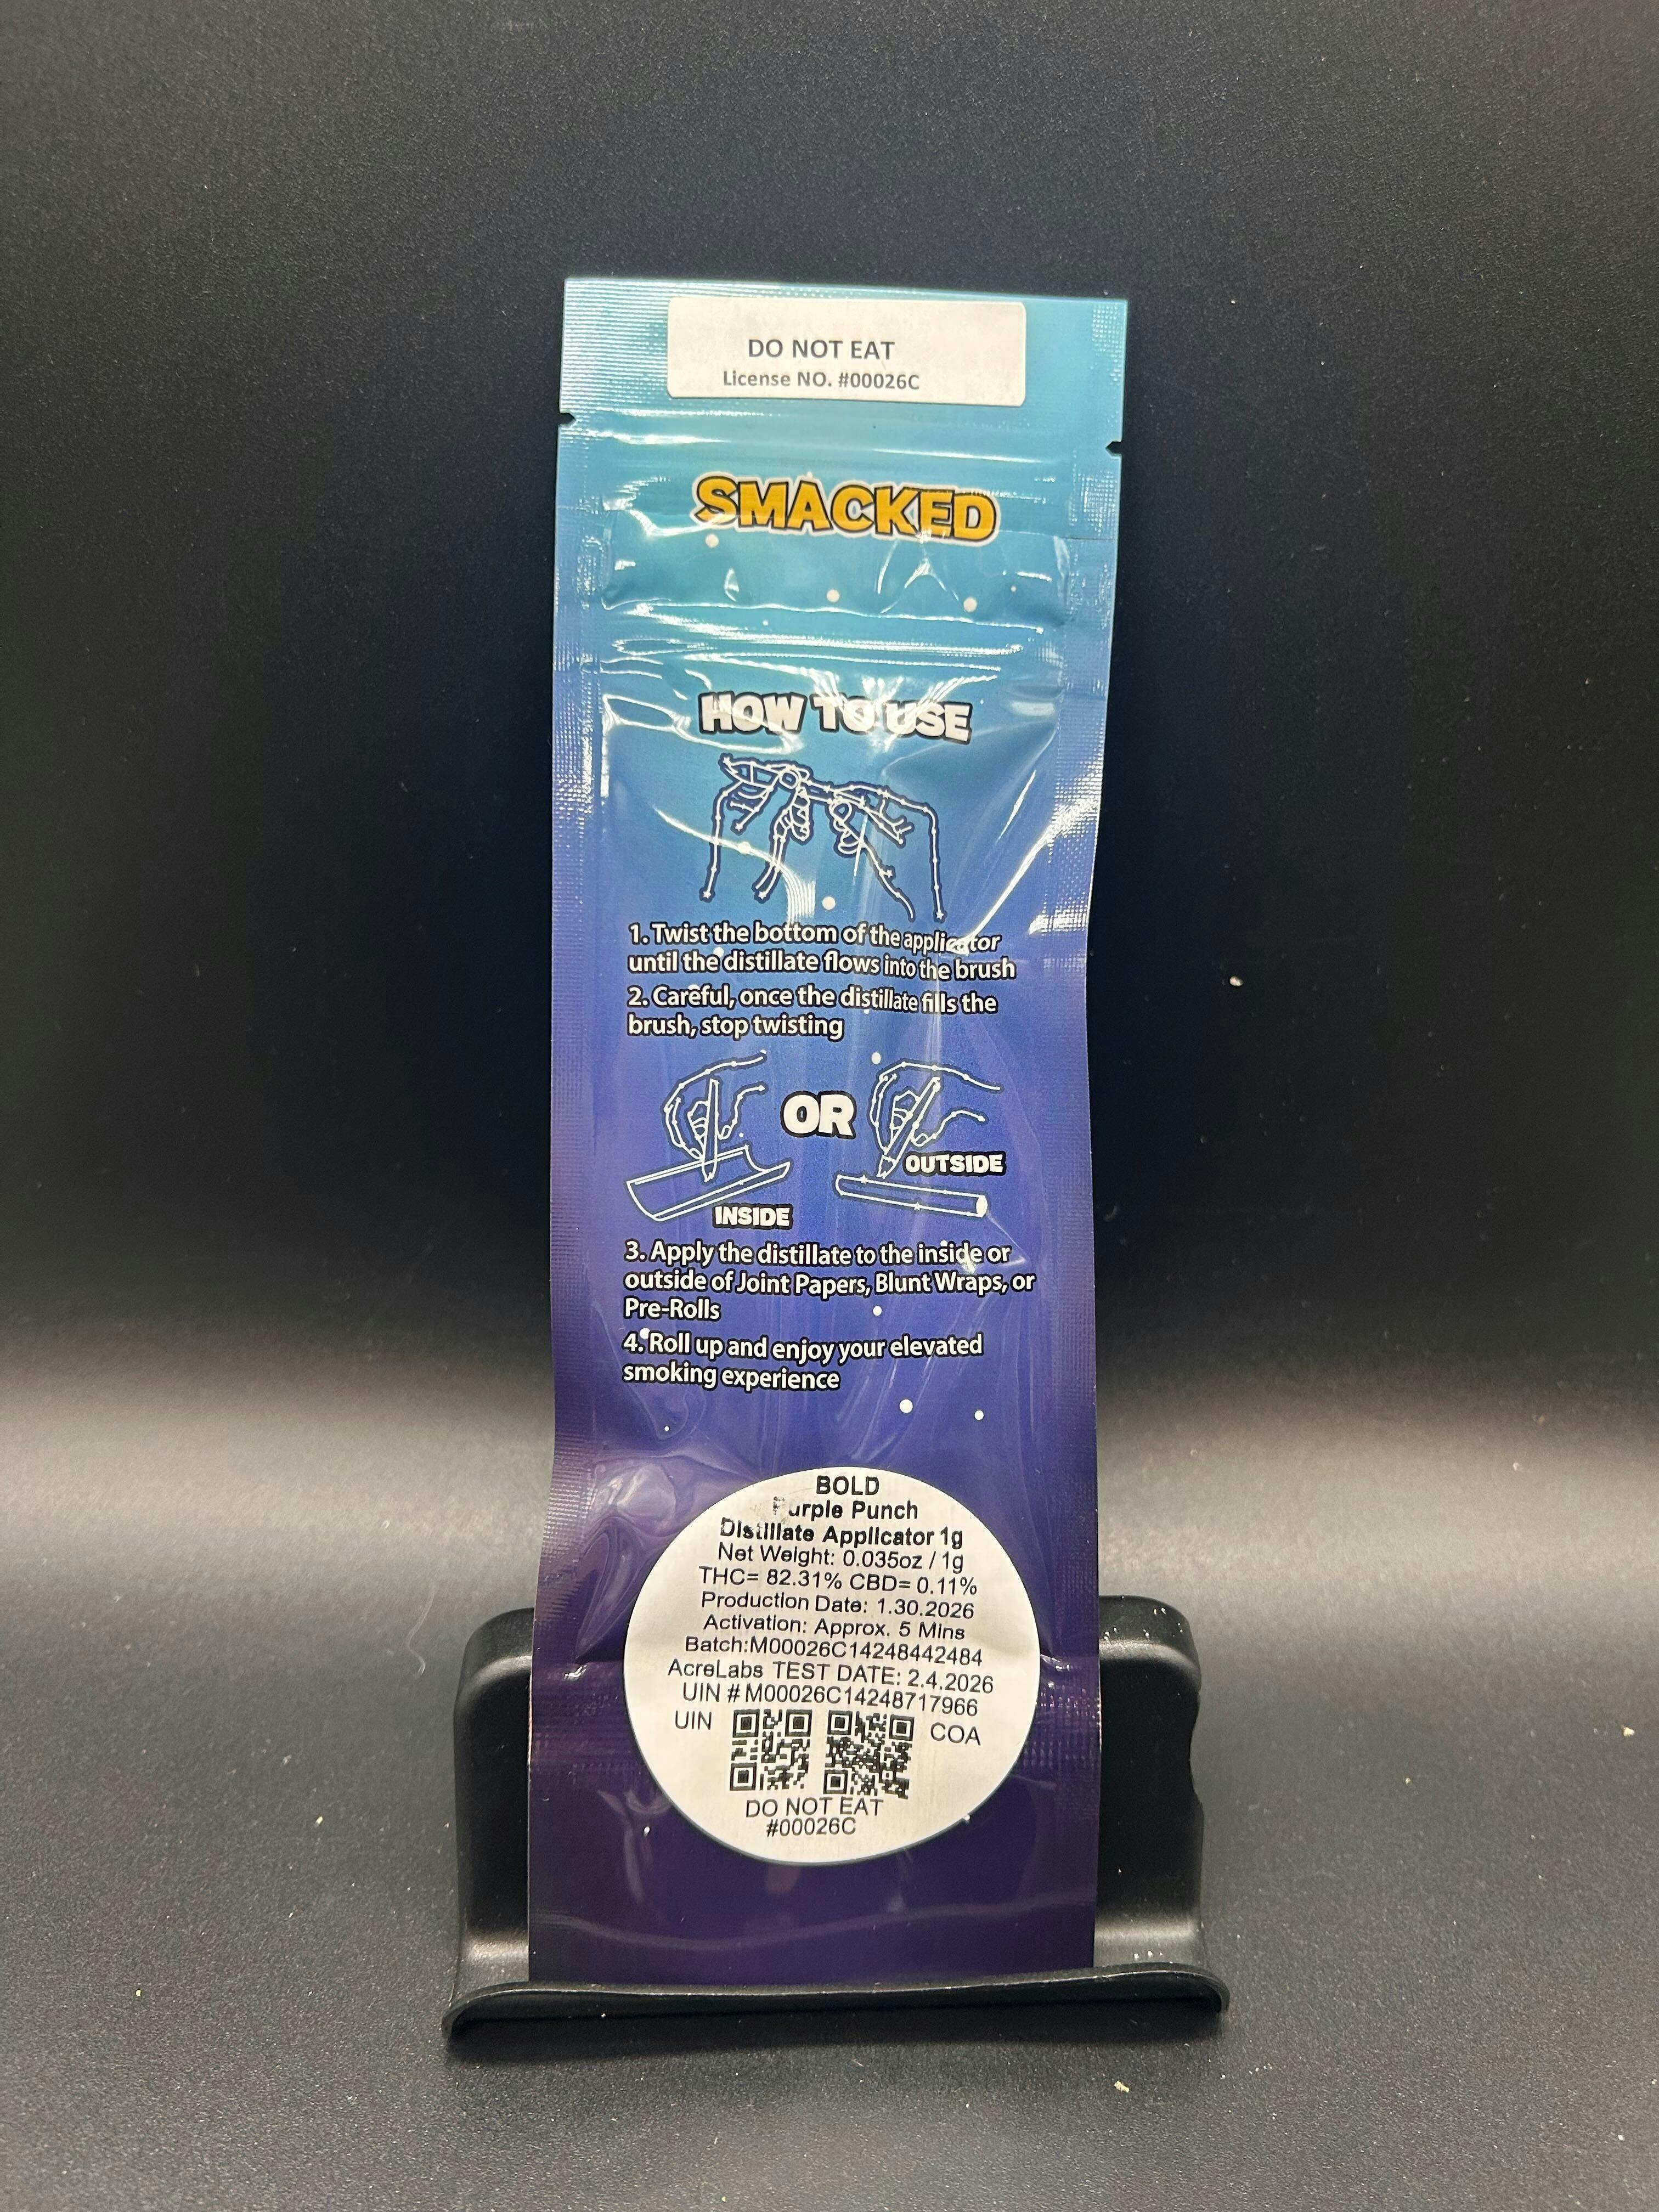 DO NOT EAT
License NO. #00026C
SMACKED
HOW TO USE
1. Twist the bottom of the applicator
until the distillate flows into the brush
2. Careful, once the distillate fills the
brush, stop twisting
OR
OUTSIDE
INSIDE
3. Apply the distillate to the inside or
outside of Joint Papers, Blunt Wraps, or
Pre-Rolls
4. Roll up and enjoy your elevated
smoking experience
BOLD
Purple Punch
Distillate Applicator 1g
Net Weight: 0.035oz / 1g
THC= 82.31% CBD= 0.11%
Production Date: 1.30.2026
Activation: Approx. 5 Mins
Batch:M00026C14248442484
AcreLabs TEST DATE: 2.4.2026
UIN # M00026C14248717966
UIN COA
DO NOT EAT
#00026C